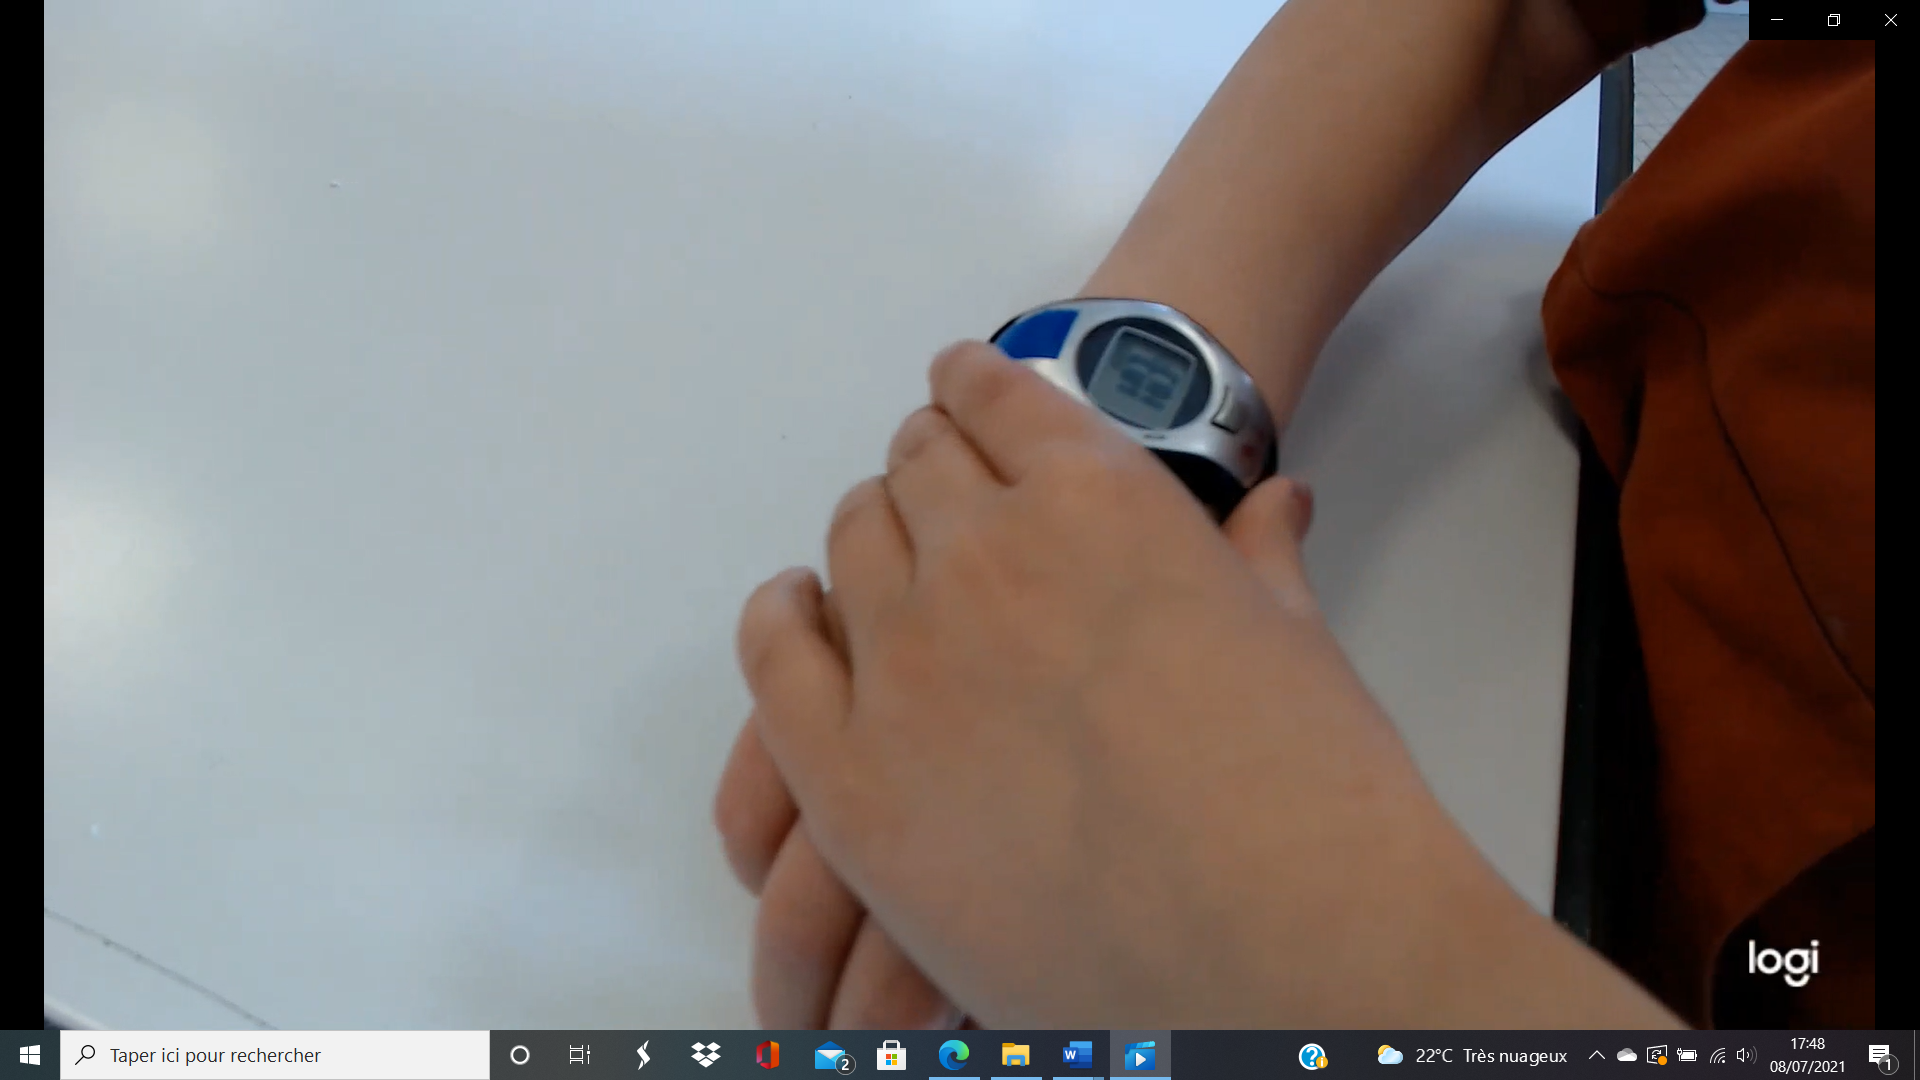 logi
Taper ici pour rechercher
2
22°C Très nuageux
17:48
08/07/2021
1